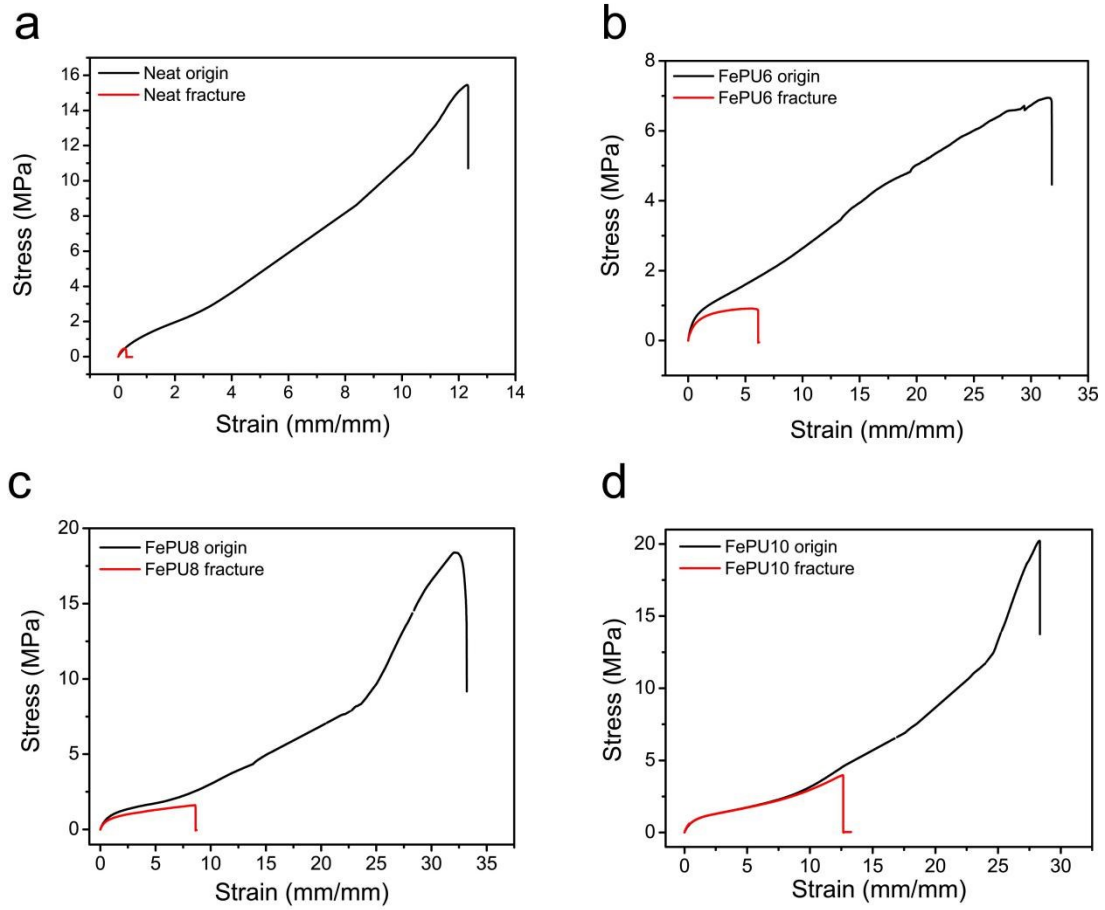 a
Neat origin
Neat fracture
16
14
12
10
8
6
4
2
0
Stress (MPa)
0 2 4 6 8 10 12 14
Strain (mm/mm)
b
FePU6 origin
FePU6 fracture
8
6
4
2
0
Stress (MPa)
0 5 10 15 20 25 30 35
Strain (mm/mm)
c
FePU8 origin
FePU8 fracture
20
15
10
5
0
Stress (MPa)
0 5 10 15 20 25 30 35
Strain (mm/mm)
d
FePU10 origin
FePU10 fracture
20
15
10
5
0
Stress (MPa)
0 5 10 15 20 25 30
Strain (mm/mm)